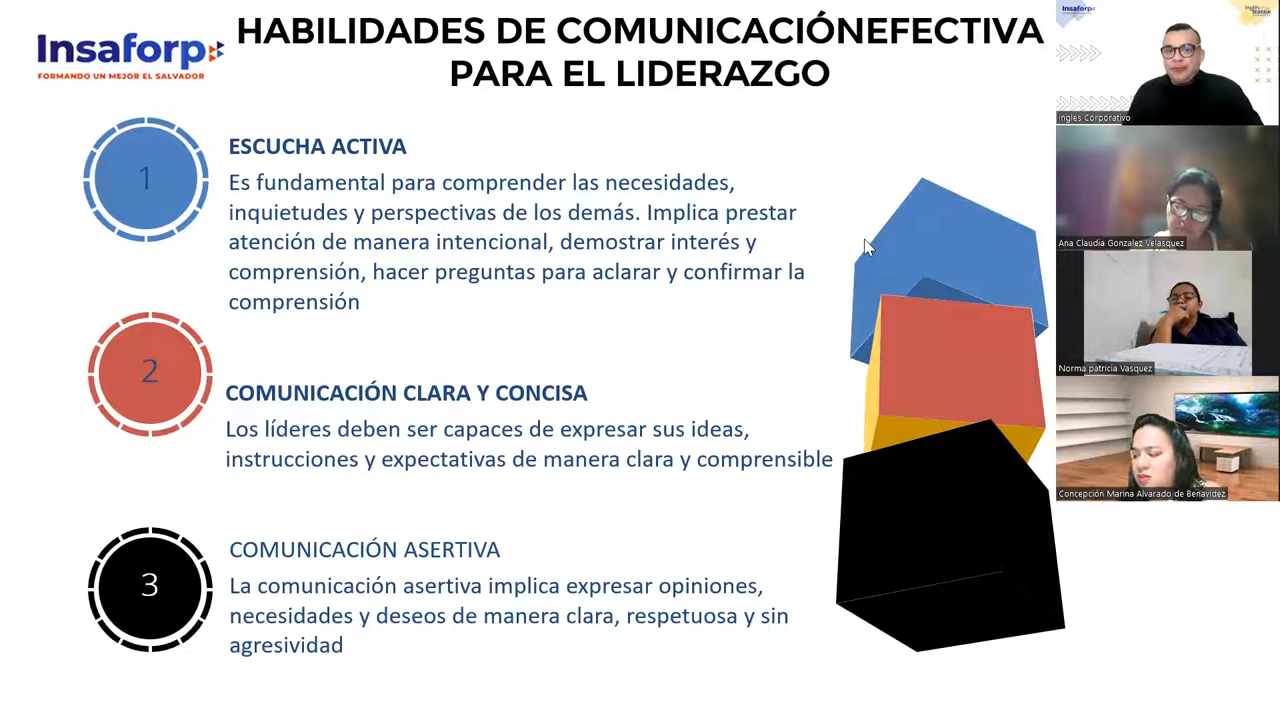 Insaforp
FORMANDO UN MEJOR EL SALVADOR
HABILIDADES DE COMUNICACIÓNEFECTIVA
PARA EL LIDERAZGO
1
ESCUCHA ACTIVA
Es fundamental para comprender las necesidades,
inquietudes y perspectivas de los demás. Implica prestar
atención de manera intencional, demostrar interés y
comprensión, hacer preguntas para aclarar y confirmar la
comprensión
2
COMUNICACIÓN CLARA Y CONCISA
Los líderes deben ser capaces de expresar sus ideas,
instrucciones y expectativas de manera clara y comprensible
3
COMUNICACIÓN ASERTIVA
La comunicación asertiva implica expresar opiniones,
necesidades y deseos de manera clara, respetuosa y sin
agresividad
Insaforp
Ingles Corporativo
Ana Claudia Gonzalez Velasquez
Norma patricia Vasquez
Concepción Marina Alvarado de Benavidez